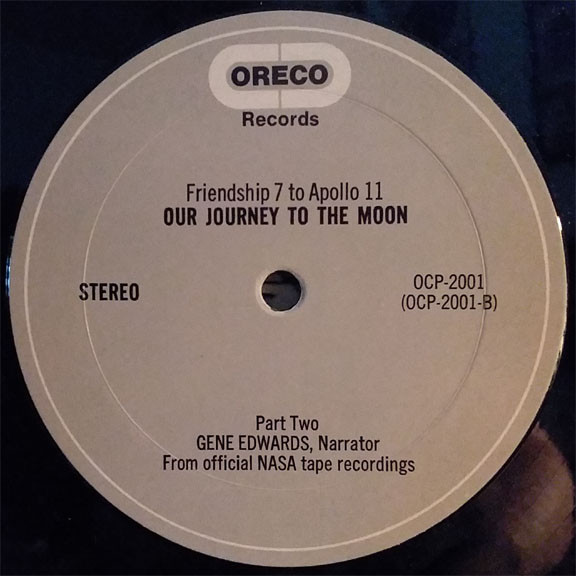 ORECO
Records
Friendship 7 to Apollo 11
OUR JOURNEY TO THE MOON
STEREO
OCP-2001
(OCP-2001-B)
Part Two
GENE EDWARDS, Narrator
From official NASA tape recordings